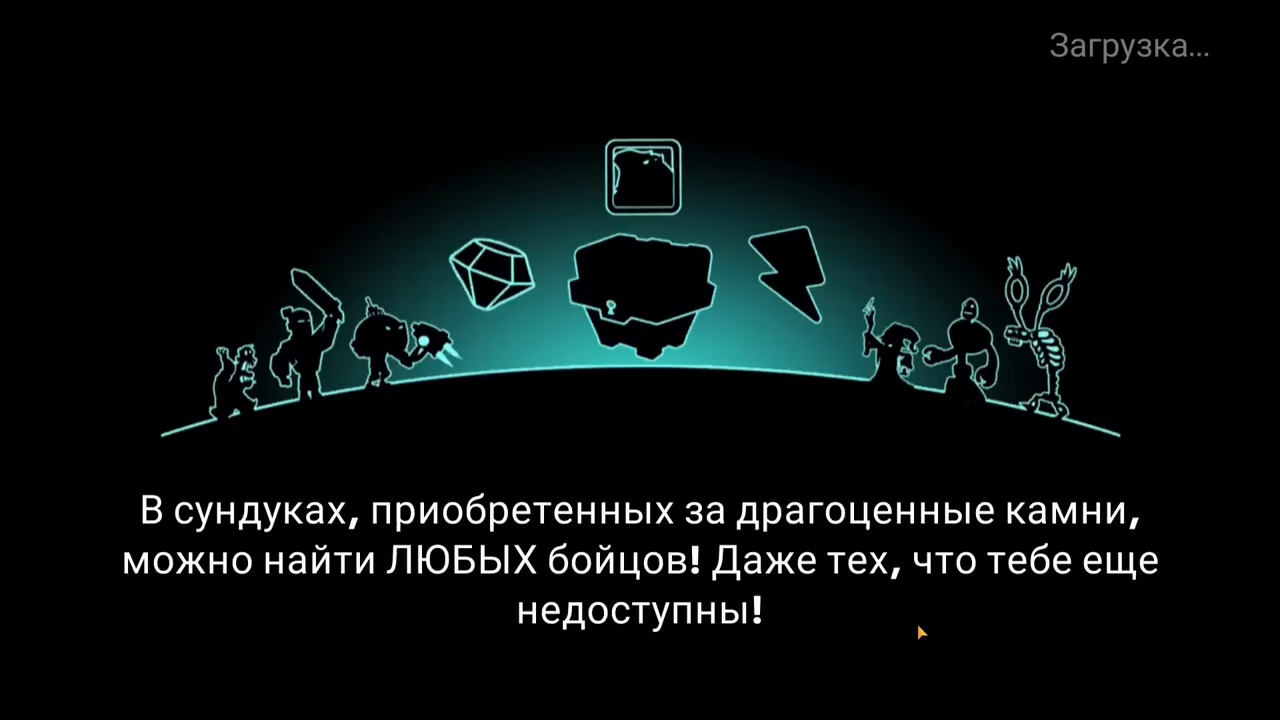 Загрузка...
В сундуках, приобретенных за драгоценные камни,
можно найти ЛЮБЫХ бойцов! Даже тех, что тебе еще
недоступны!